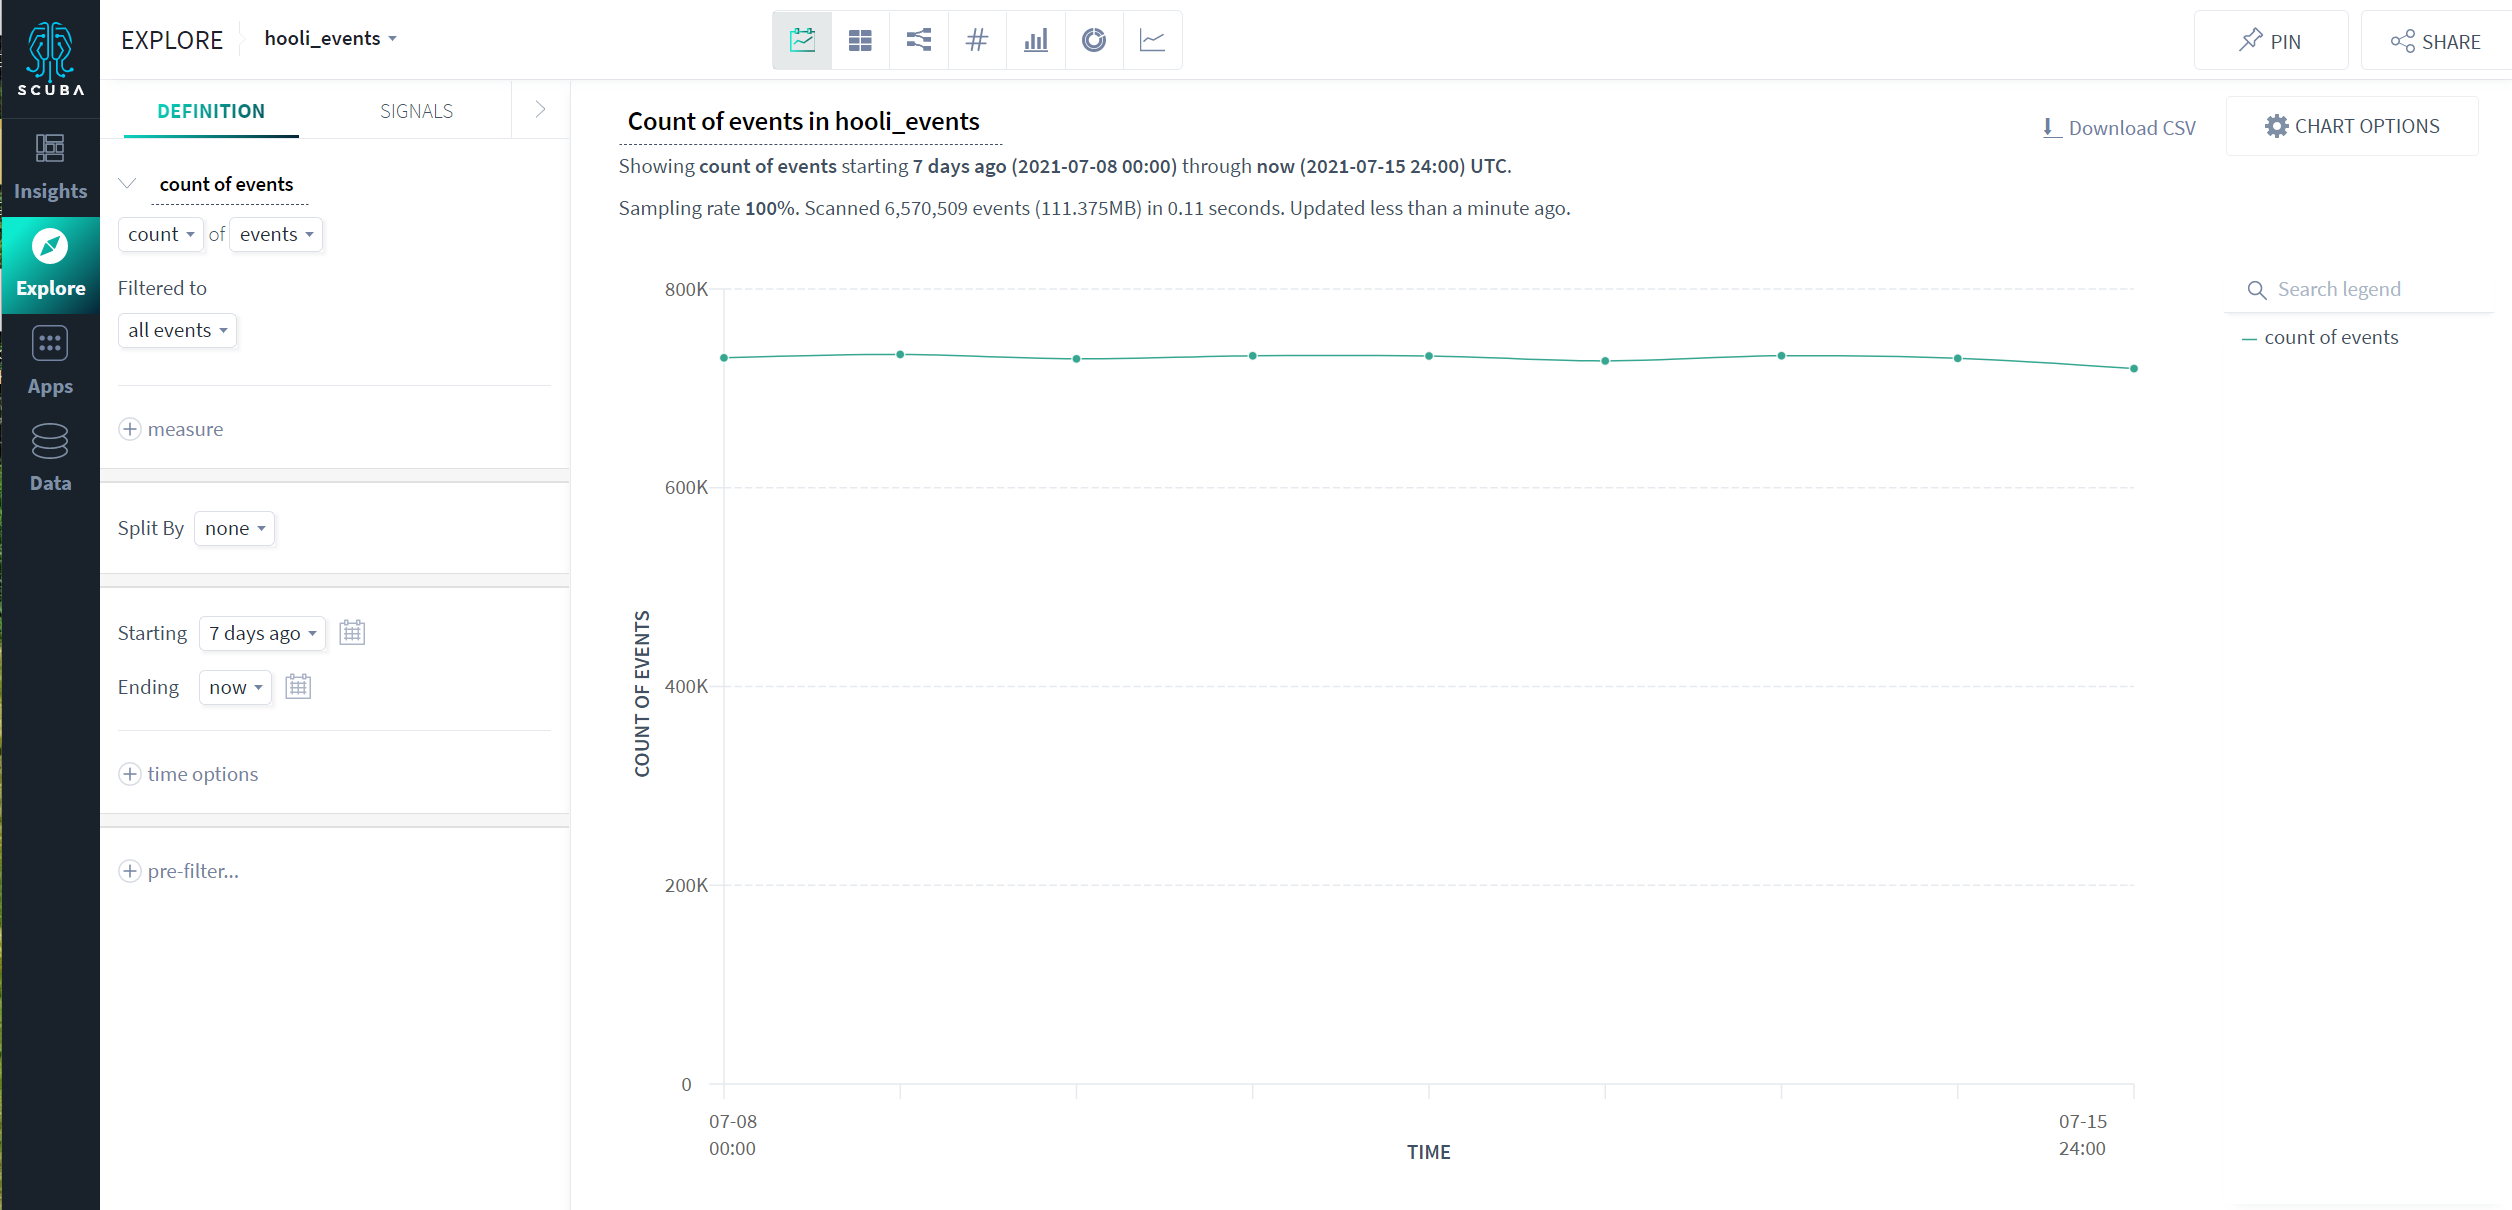 SCUBA
Insights
Explore
Apps
Data
EXPLORE
hooli_events
PIN
SHARE
DEFINITION
SIGNALS
count of events
count of events
Filtered to
all events
measure
Split By none
Starting 7 days ago
Ending now
time options
pre-filter...
Count of events in hooli_events
Download CSV
CHART OPTIONS
Showing count of events starting 7 days ago (2021-07-08 00:00) through now (2021-07-15 24:00) UTC.
Sampling rate 100%. Scanned 6,570,509 events (111.375MB) in 0.11 seconds. Updated less than a minute ago.
Search legend
count of events
800K
600K
400K
200K
0
COUNT OF EVENTS
07-08
00:00
07-15
24:00
TIME